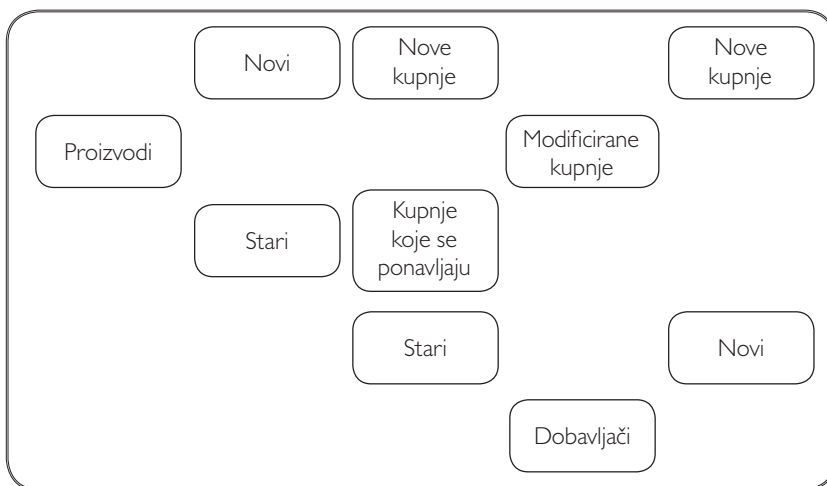 Novi
Nove
kupnje
Nove
kupnje
Proizvodi
Modificirane
kupnje
Stari
Kupnje
koje se
ponavljaju
Stari
Novi
Dobavljači